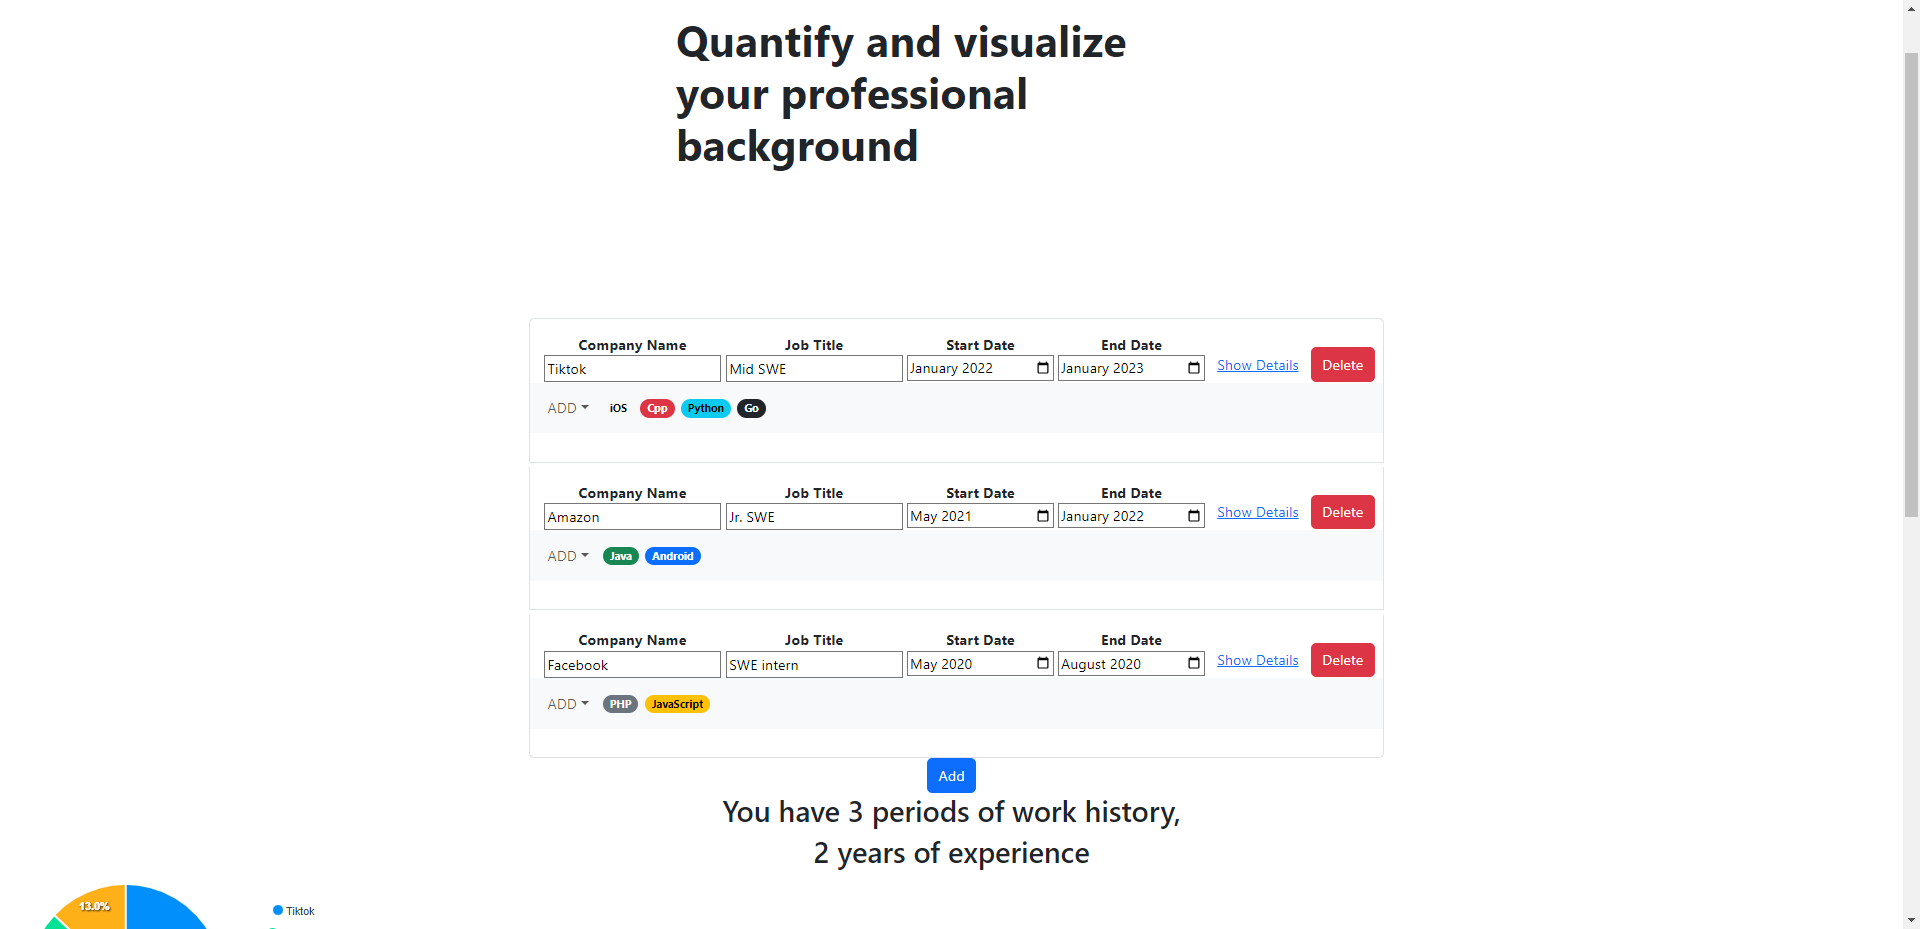 Quantify and visualize
your professional
background
Company Name Job Title Start Date End Date
Tiktok Mid SWE January 2022 January 2023 Show Details Delete
ADD iOS Cpp Python Go
Company Name Job Title Start Date End Date
Amazon Jr. SWE May 2021 January 2022 Show Details Delete
ADD Java Android
Company Name Job Title Start Date End Date
Facebook SWE intern May 2020 August 2020 Show Details Delete
ADD PHP JavaScript
Add
You have 3 periods of work history,
2 years of experience
13.0%
Tiktok